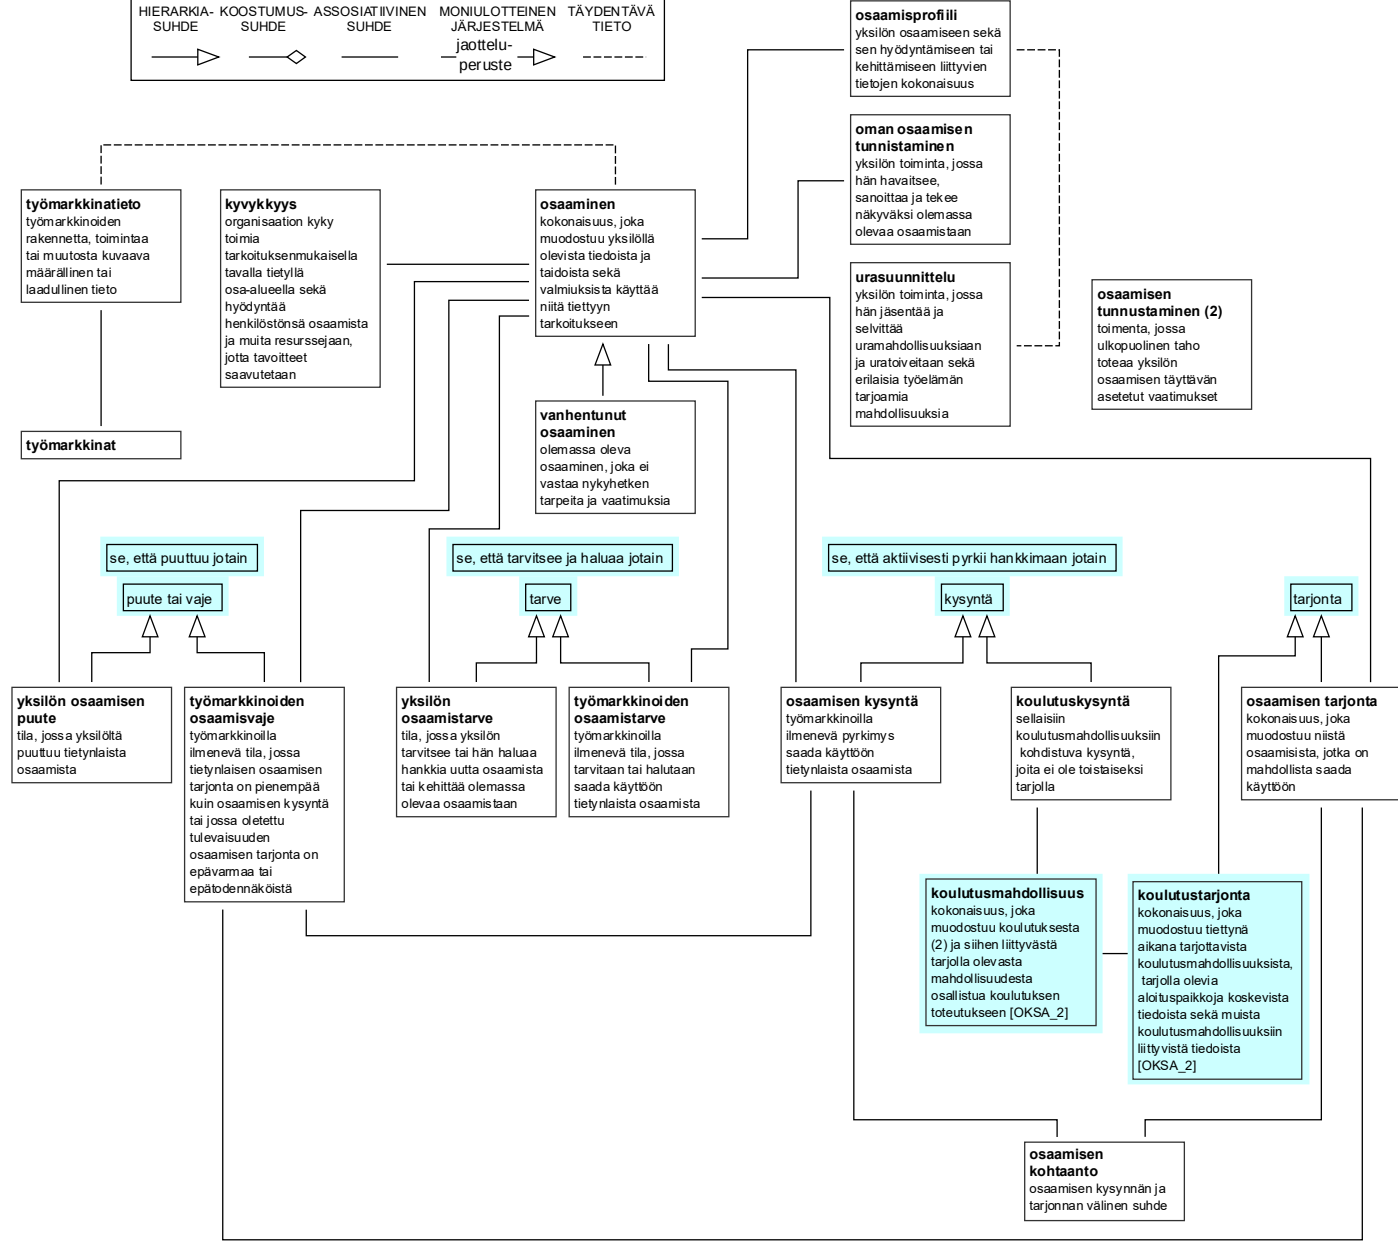 HIERARKIA-
SUHDE
KOOSTUMUS-
SUHDE
ASSOSIATIIVINEN
SUHDE
MONIULOTTEINEN
JÄRJESTELMÄ
TÄYDENTÄVÄ
TIETO
jaottelu-
peruste
osaamisprofiili
yksilön osaamiseen sekä
sen hyödyntämiseen tai
kehittämiseen liittyvien
tietojen kokonaisuus
oman osaamisen
tunnistaminen
yksilön toiminta, jossa
hän havaitsee,
sanoittaa ja tekee
näkyväksi olemassa
olevaa osaamistaan
työmarkkinatieto
työmarkkinoiden
rakennetta, toimintaa
tai muutosta kuvaava
määrällinen tai
laadullinen tieto
kyvykkyys
organisaation kyky
toimia
tarkoituksenmukaisella
tavalla tietyllä
osa-alueella sekä
hyödyntää
henkilöstönsä osaamista
ja muita resurssejaan,
jotta tavoitteet
saavutetaan
osaaminen
kokonaisuus, joka
muodostuu yksilöllä
olevista tiedoista ja
taidoista sekä
valmiuksista käyttää
niitä tiettyyn
tarkoitukseen
urasuunnittelu
yksilön toiminta, jossa
hän jäsentää ja
selvittää
uramahdollisuuksiaan
ja uratoiveitaan sekä
erilaisia työelämän
tarjoamia
mahdollisuuksia
osaamisen
tunnustaminen (2)
toimenta, jossa
ulkopuolinen taho
toteaa yksilön
osaamisen täyttävän
asetetut vaatimukset
työmarkkinat
vanhentunut
osaaminen
olemassa oleva
osaaminen, joka ei
vastaa nykyhetken
tarpeita ja vaatimuksia
se, että puuttuu jotain
puute tai vaje
se, että tarvitsee ja haluaa jotain
tarve
se, että aktiivisesti pyrkii hankkimaan jotain
kysyntä
tarjonta
yksilön osaamisen
puute
tila, jossa yksilöltä
puuttuu tietynlaista
osaamista
työmarkkinoiden
osaamisvaje
työmarkkinoilla
ilmenevä tila, jossa
tietynlaisen osaamisen
tarjonta on pienempää
kuin osaamisen kysyntä
tai jossa oletettu
tulevaisuuden
osaamisen tarjonta on
epävarmaa tai
epätodennäköistä
yksilön
osaamistarve
tila, jossa yksilön
tarvitsee tai hän haluaa
hankkia uutta osaamista
tai kehittää olemassa
olevaa osaamistaan
työmarkkinoiden
osaamistarve
työmarkkinoilla
ilmenevä tila, jossa
tarvitaan tai halutaan
saada käyttöön
tietynlaista osaamista
osaamisen kysyntä
työmarkkinoilla
ilmenevä pyrkimys
saada käyttöön
tietynlaista osaamista
koulutuskysyntä
sellaisiin
koulutusmahdollisuuksiin
kohdistuva kysyntä,
joita ei ole toistaiseksi
tarjolla
osaamisen tarjonta
kokonaisuus, joka
muodostuu niistä
osaamisista, jotka on
mahdollista saada
käyttöön
koulutusmahdollisuus
kokonaisuus, joka
muodostuu koulutuksesta
(2) ja siihen liittyvästä
tarjolla olevasta
mahdollisuudesta
osallistua koulutuksen
toteutukseen [OKSA_2]
koulutustarjonta
kokonaisuus, joka
muodostuu tiettynä
aikana tarjottavista
koulutusmahdollisuuksista,
tarjolla olevia
aloituspaikkoja koskevista
tiedoista sekä muista
koulutusmahdollisuuksiin
liittyvistä tiedoista
[OKSA_2]
osaamisen
kohtaanto
osaamisen kysynnän ja
tarjonnan välinen suhde